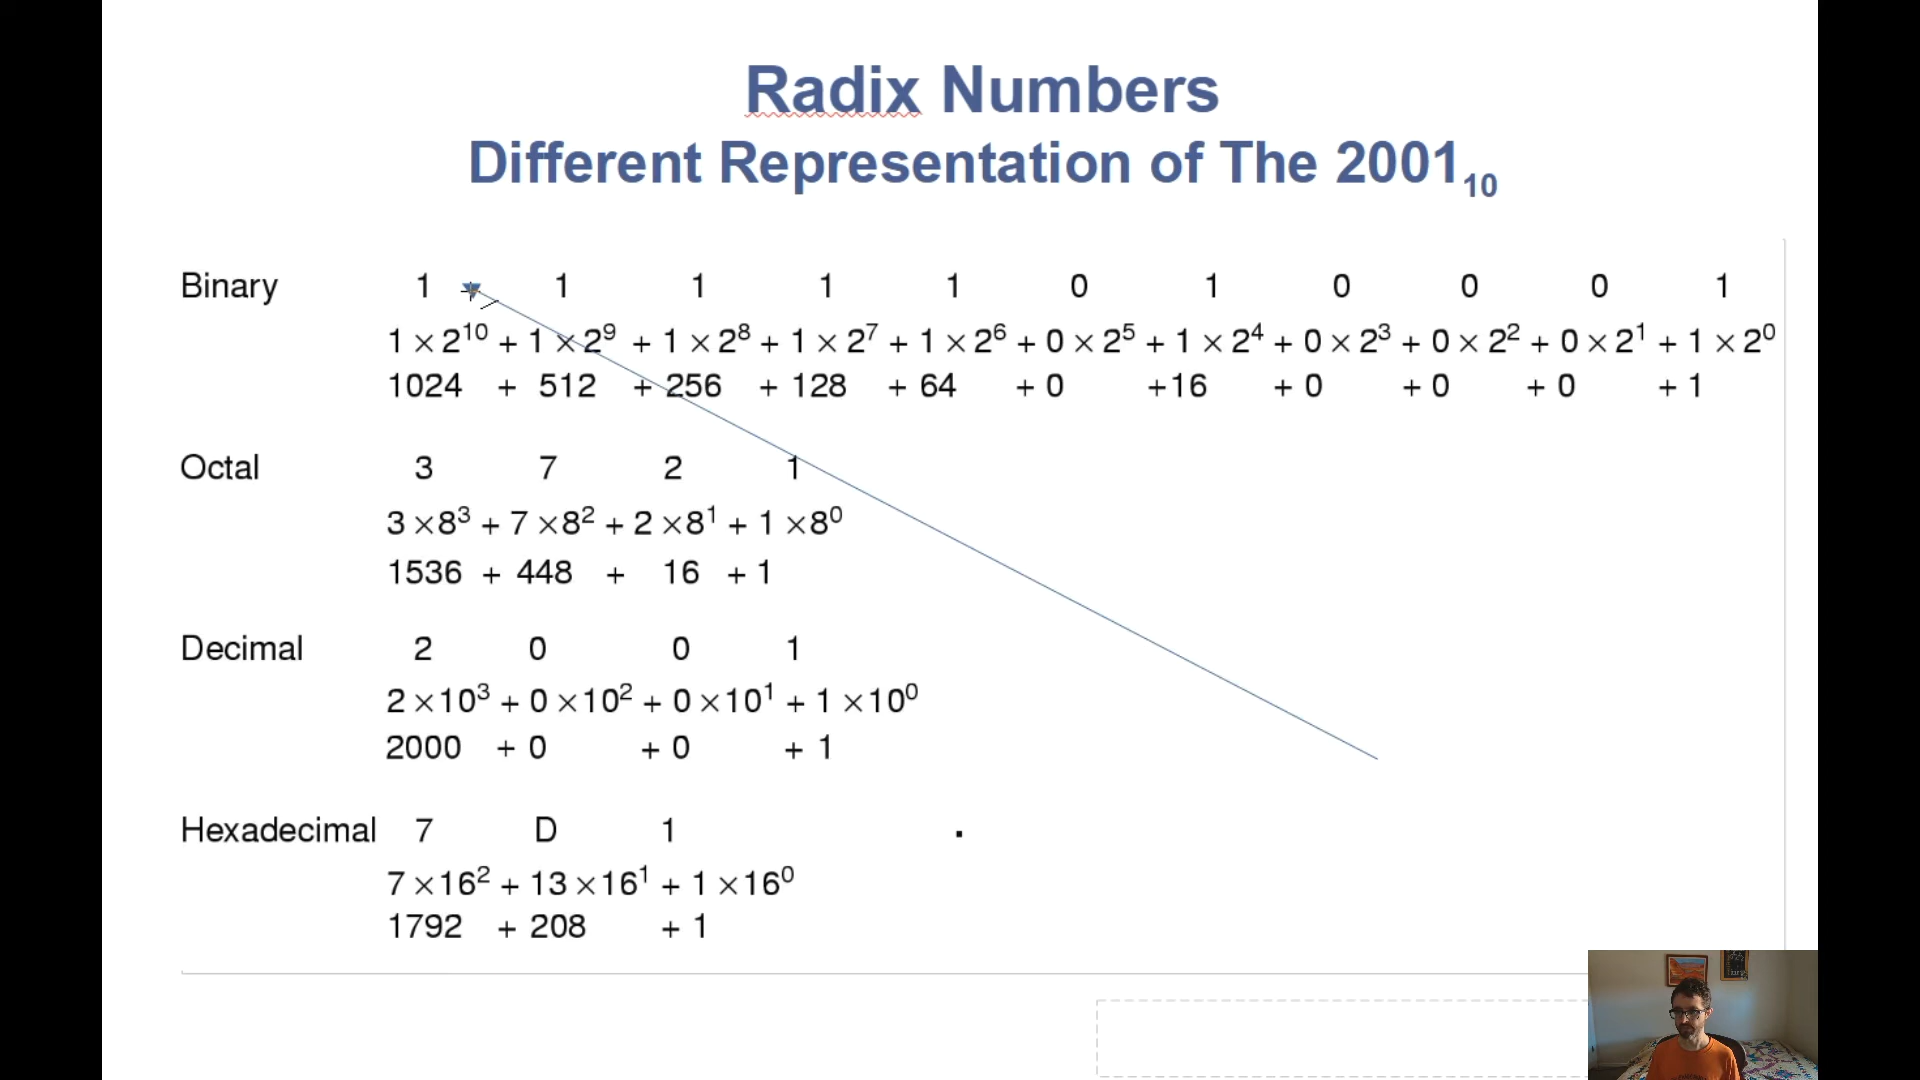 Radix Numbers
Different Representation of The 2001₁₀
Binary 1 1 1 1 1 0 1 0 0 0 1
1 × 2¹⁰ + 1 × 2⁹ + 1 × 2⁸ + 1 × 2⁷ + 1 × 2⁶ + 0 × 2⁵ + 1 × 2⁴ + 0 × 2³ + 0 × 2² + 0 × 2¹ + 1 × 2⁰
1024 + 512 + 256 + 128 + 64 + 0 +16 + 0 + 0 + 0 + 1
Octal 3 7 2 1
3 ×8³ + 7 ×8² + 2 ×8¹ + 1 ×8⁰
1536 + 448 + 16 + 1
Decimal 2 0 0 1
2 ×10³ + 0 ×10² + 0 ×10¹ + 1 ×10⁰
2000 + 0 + 0 + 1
Hexadecimal 7 D 1 .
7 ×16² + 13 ×16¹ + 1 ×16⁰
1792 + 208 + 1